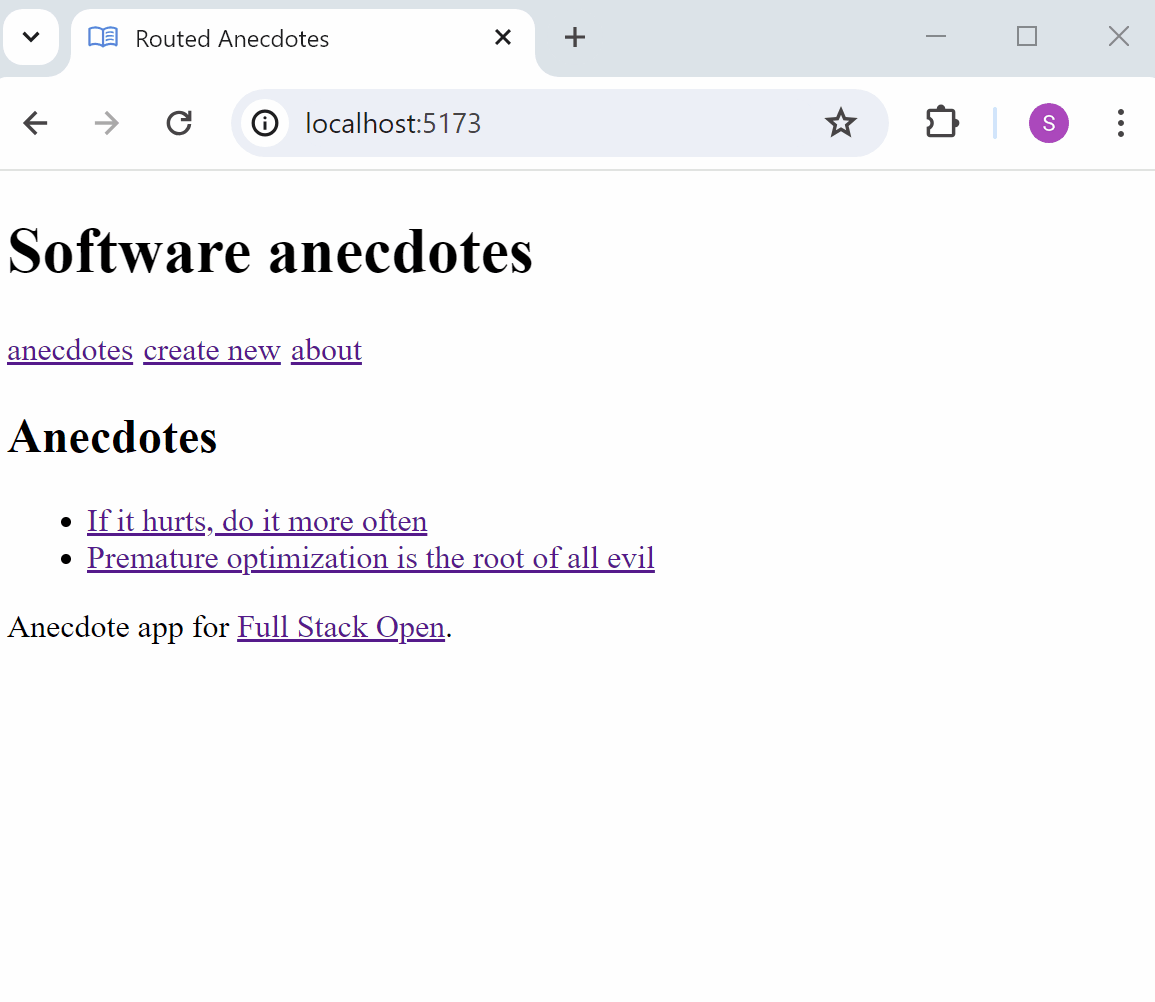 Routed Anecdotes
localhost:5173
S
Software anecdotes
anecdotes create new about
Anecdotes
If it hurts, do it more often
Premature optimization is the root of all evil
Anecdote app for Full Stack Open.